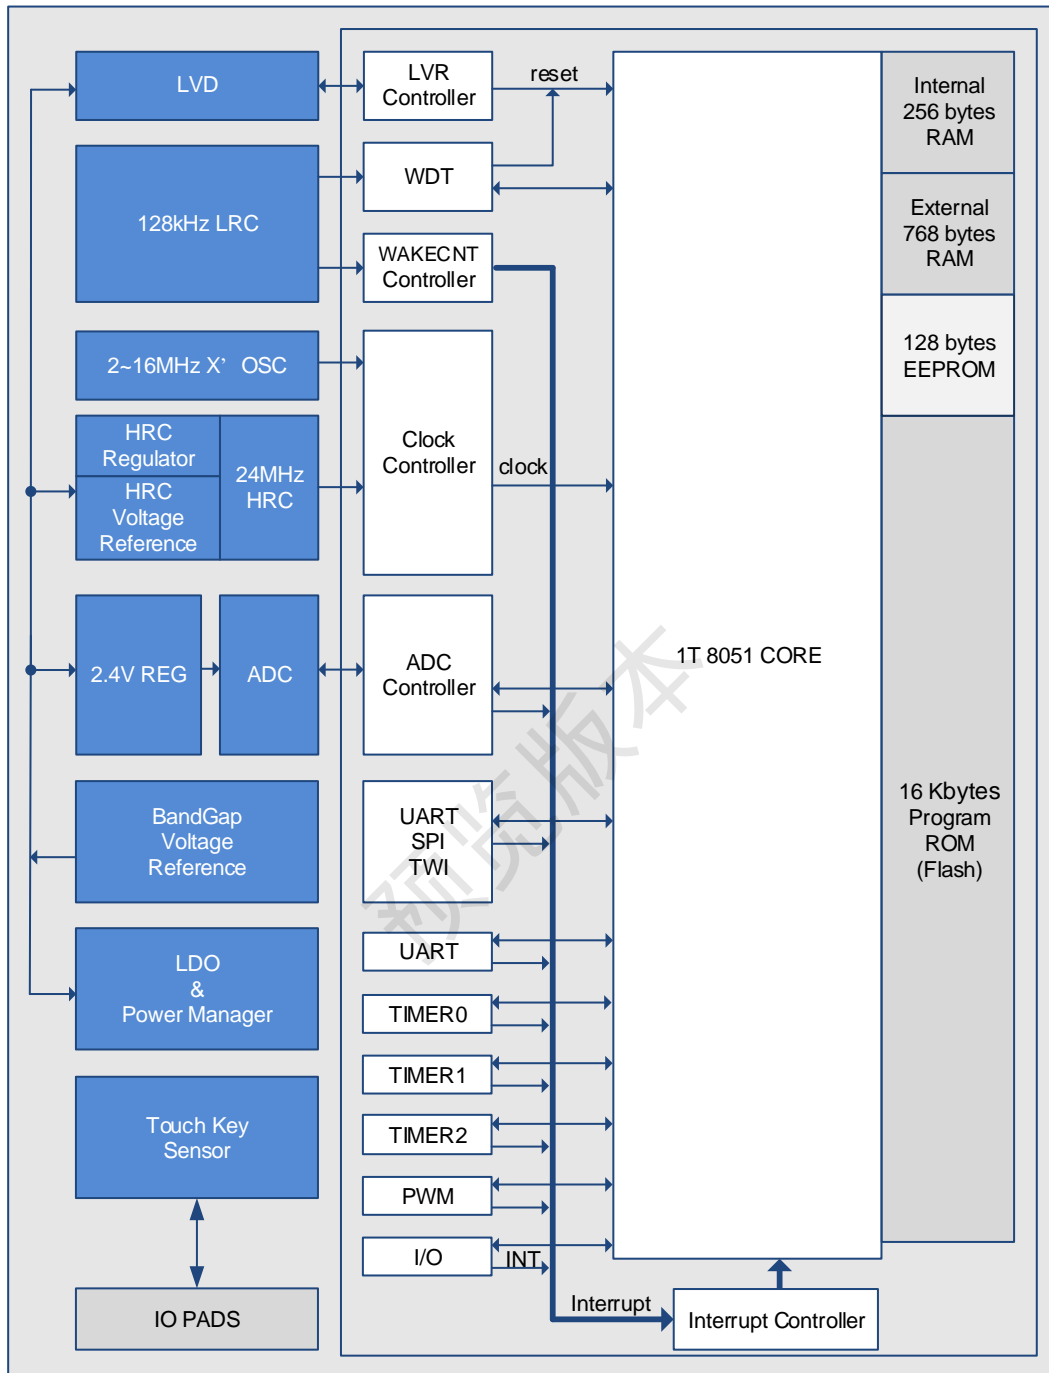 LVD
LVR
Controller
reset
Internal
256 bytes
RAM
128kHz LRC
WDT
WAKECNT
Controller
External
768 bytes
RAM
2~16MHz X' OSC
128 bytes
EEPROM
HRC
Regulator
HRC
Voltage
Reference
24MHz
HRC
Clock
Controller
clock
2.4V REG
ADC
ADC
Controller
1T 8051 CORE
BandGap
Voltage
Reference
UART
SPI
TWI
16 Kbytes
Program
ROM
(Flash)
LDO
&
Power Manager
UART
TIMER0
TIMER1
Touch Key
Sensor
TIMER2
PWM
I/O
INT
IO PADS
Interrupt
Interrupt Controller
预览版本